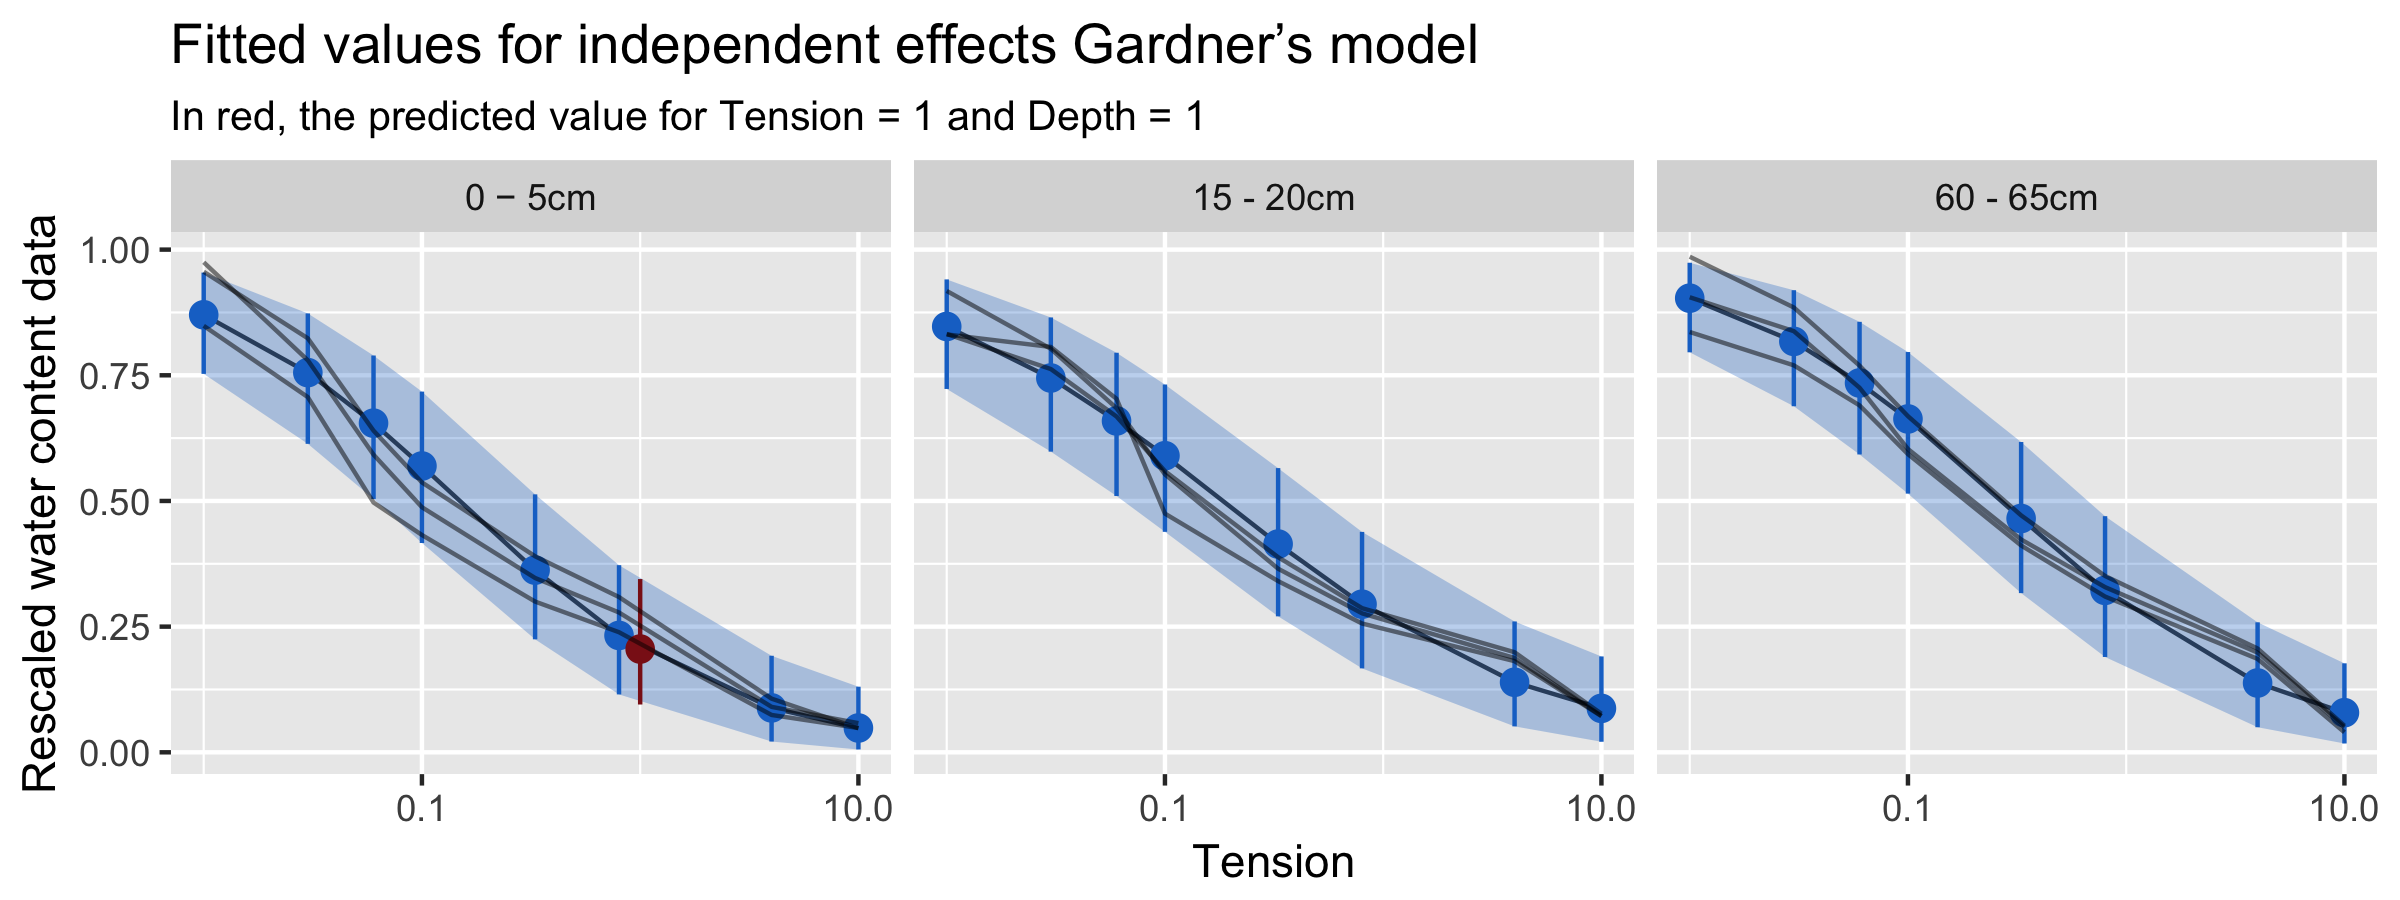 Fitted values for independent effects Gardner’s model
In red, the predicted value for Tension = 1 and Depth = 1
0 − 5cm
15 - 20cm
60 - 65cm
Rescaled water content data
1.00
0.75
0.50
0.25
0.00
0.1
10.0
0.1
10.0
0.1
10.0
Tension